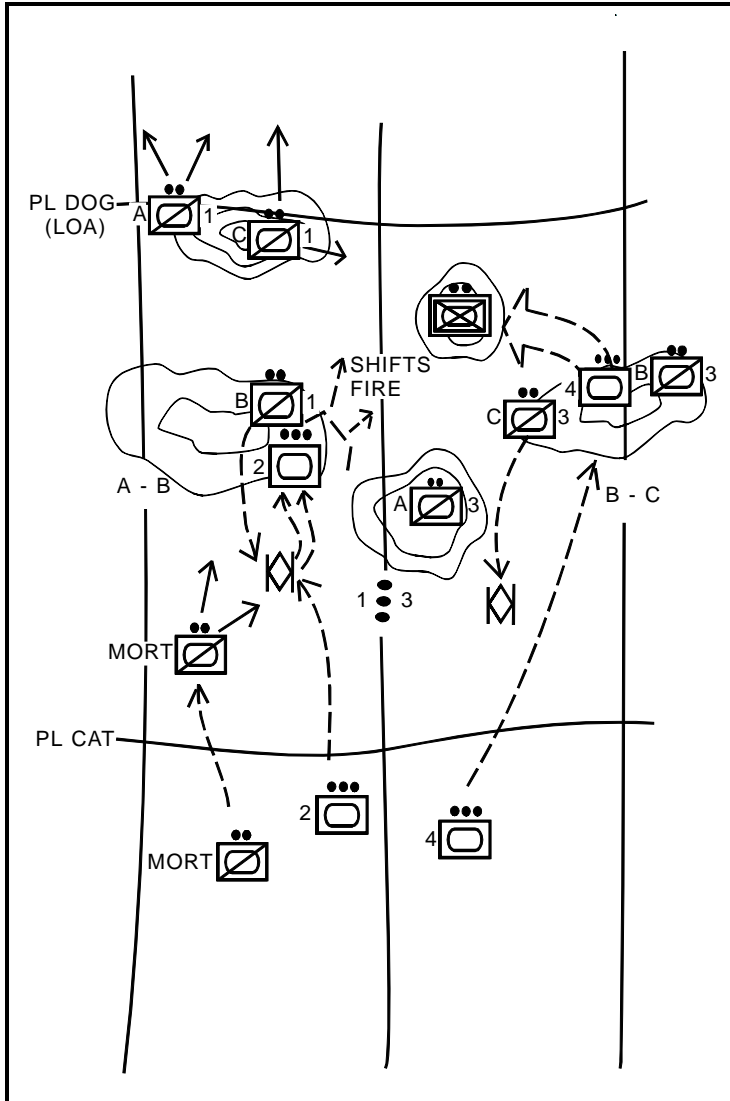 PL DOG
(LOA)
A 1
C 1
B 1
SHIFTS
FIRE
4
B 3
C 3
2
A - B
A 3
B - C
1 3
MORT
PL CAT
2
4
MORT